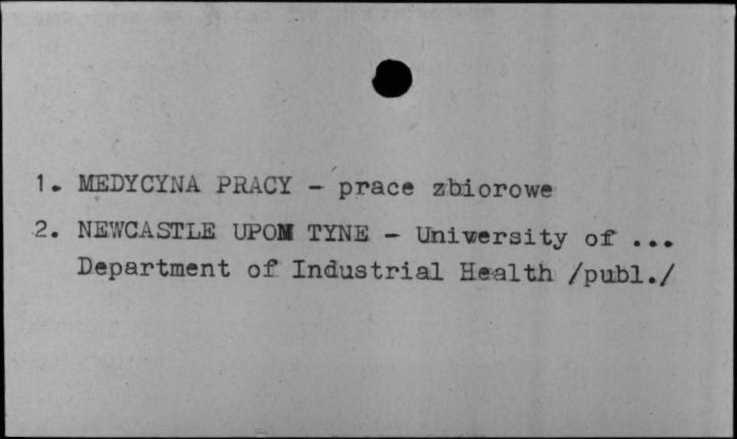 1. MEDYCYNA PRACY - prace zbiorowe
2. NEWCASTLE UPOM TYNE - University of ...
Department of Industrial Health /publ./